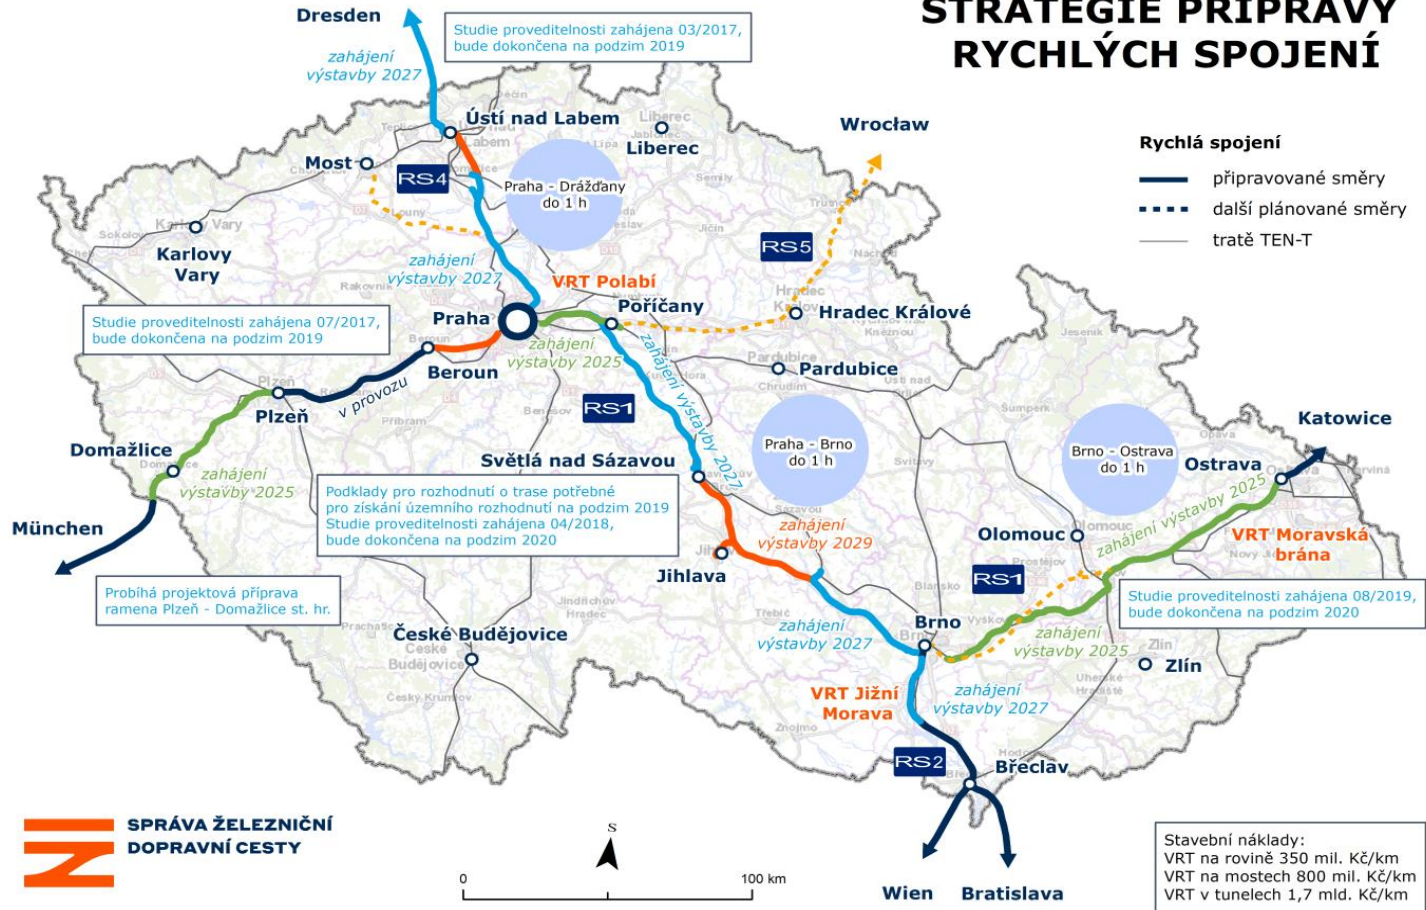 STRATEGIE PŘÍPRAVY
RYCHLÝCH SPOJENÍ
Dresden
Studie proveditelnosti zahájena 03/2017,
bude dokončena na podzim 2019
zahájení
výstavby 2027
Ústí nad Labem
Liberec
Wrocław
Rychlá spojení
připravované směry
další plánované směry
tratě TEN-T
Most
RS4
Praha - Drážďany
do 1 h
Karlovy
Vary
RS5
zahájení
výstavby 2027
VRT Polabí
Poříčany
Hradec Králové
Praha
Studie proveditelnosti zahájena 07/2017,
bude dokončena na podzim 2019
zahájení
výstavby 2025
zahájení výstavby 2027
Beroun
Pardubice
v provozu
Plzeň
RS1
Katowice
Domažlice
zahájení
výstavby 2025
Světlá nad Sázavou
Praha - Brno
do 1 h
Brno - Ostrava
do 1 h
Ostrava
zahájení výstavby 2025
München
Podklady pro rozhodnutí o trase potřebné
pro získání územního rozhodnutí na podzim 2019
Studie proveditelnosti zahájena 04/2018,
bude dokončena na podzim 2020
zahájení
výstavby 2029
Olomouc
VRT Moravská
brána
Jihlava
RS1
Probíhá projektová příprava
ramena Plzeň - Domažlice st. hr.
Studie proveditelnosti zahájena 08/2019,
bude dokončena na podzim 2020
České Budějovice
zahájení
výstavby 2027
Brno
zahájení
výstavby 2025
Zlín
VRT Jižní
Morava
zahájení
výstavby 2027
RS2
Břeclav
SPRÁVA ŽELEZNIČNÍ
DOPRAVNÍ CESTY
S
0 100 km
Wien
Bratislava
Stavební náklady:
VRT na rovině 350 mil. Kč/km
VRT na mostech 800 mil. Kč/km
VRT v tunelech 1,7 mld. Kč/km